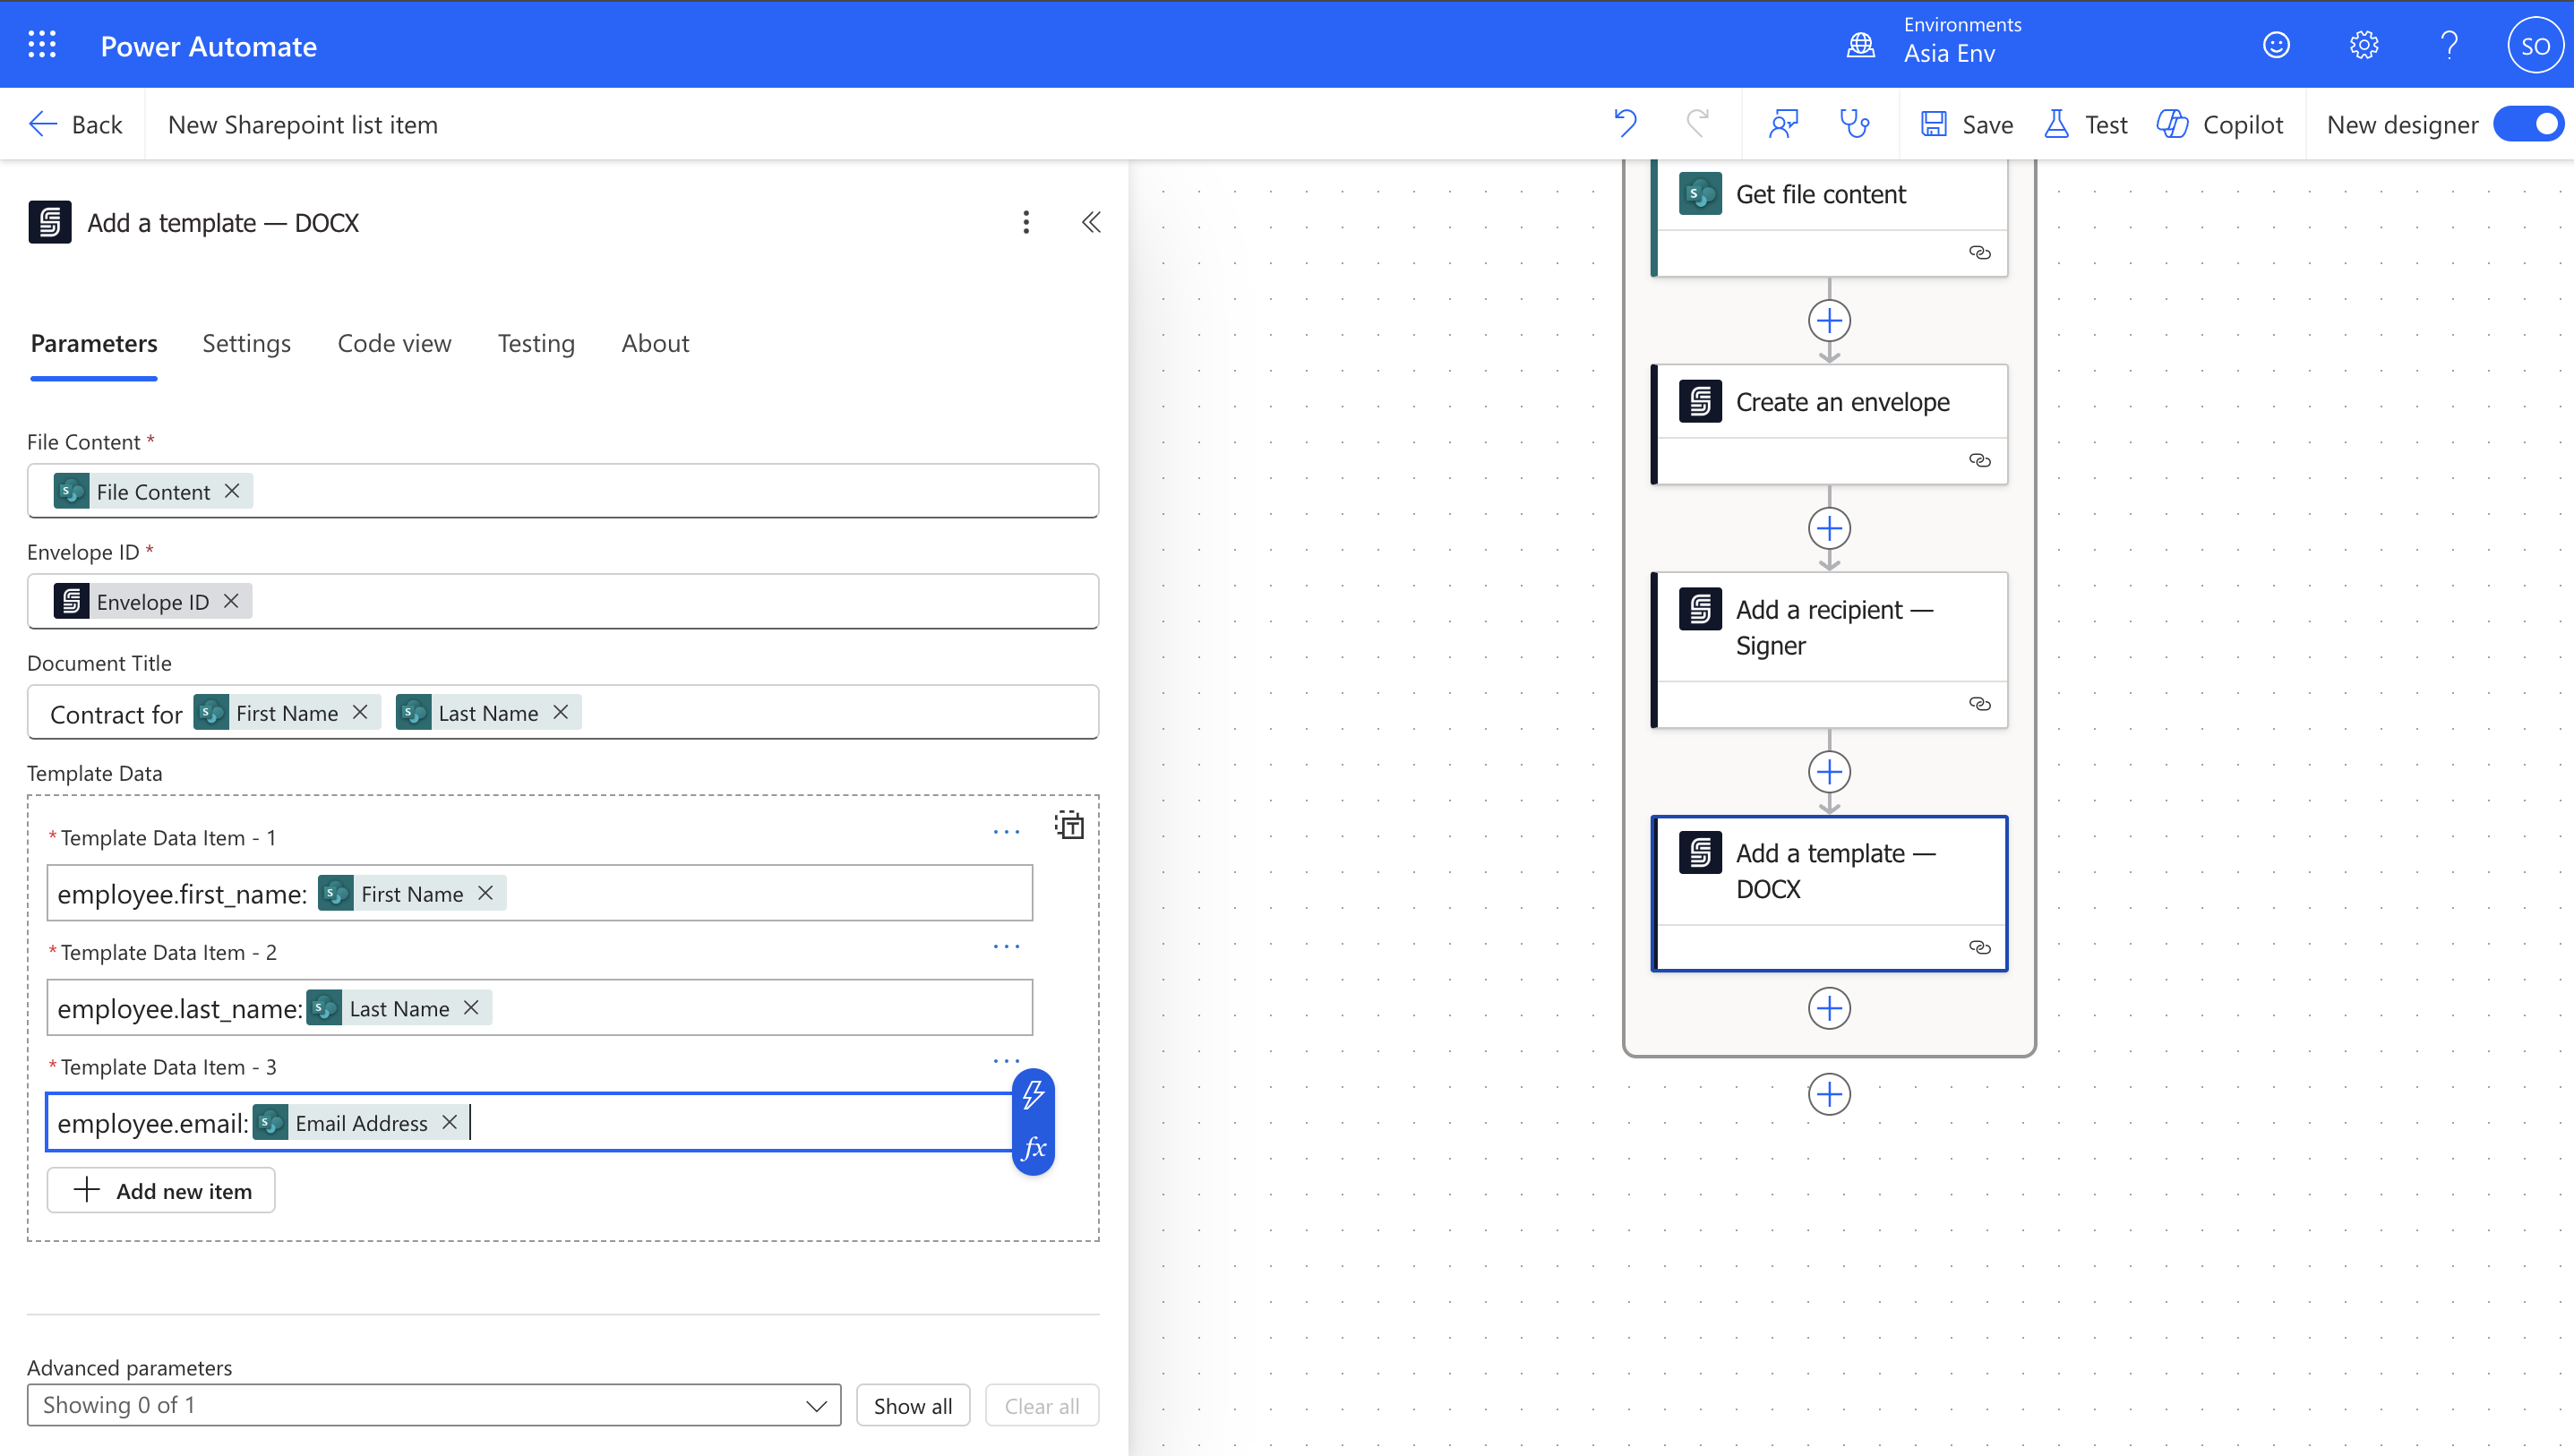 Power Automate
Environments
Asia Env
SO
Back
New Sharepoint list item
Save
Test
Copilot
New designer
Add a template — DOCX
Parameters
Settings
Code view
Testing
About
File Content *
File Content
Envelope ID *
Envelope ID
Document Title
Contract for First Name Last Name
Template Data
* Template Data Item - 1
employee.first_name: First Name
* Template Data Item - 2
employee.last_name: Last Name
* Template Data Item - 3
employee.email: Email Address
fx
Add new item
Advanced parameters
Showing 0 of 1
Show all
Clear all
Get file content
Create an envelope
Add a recipient —
Signer
Add a template —
DOCX